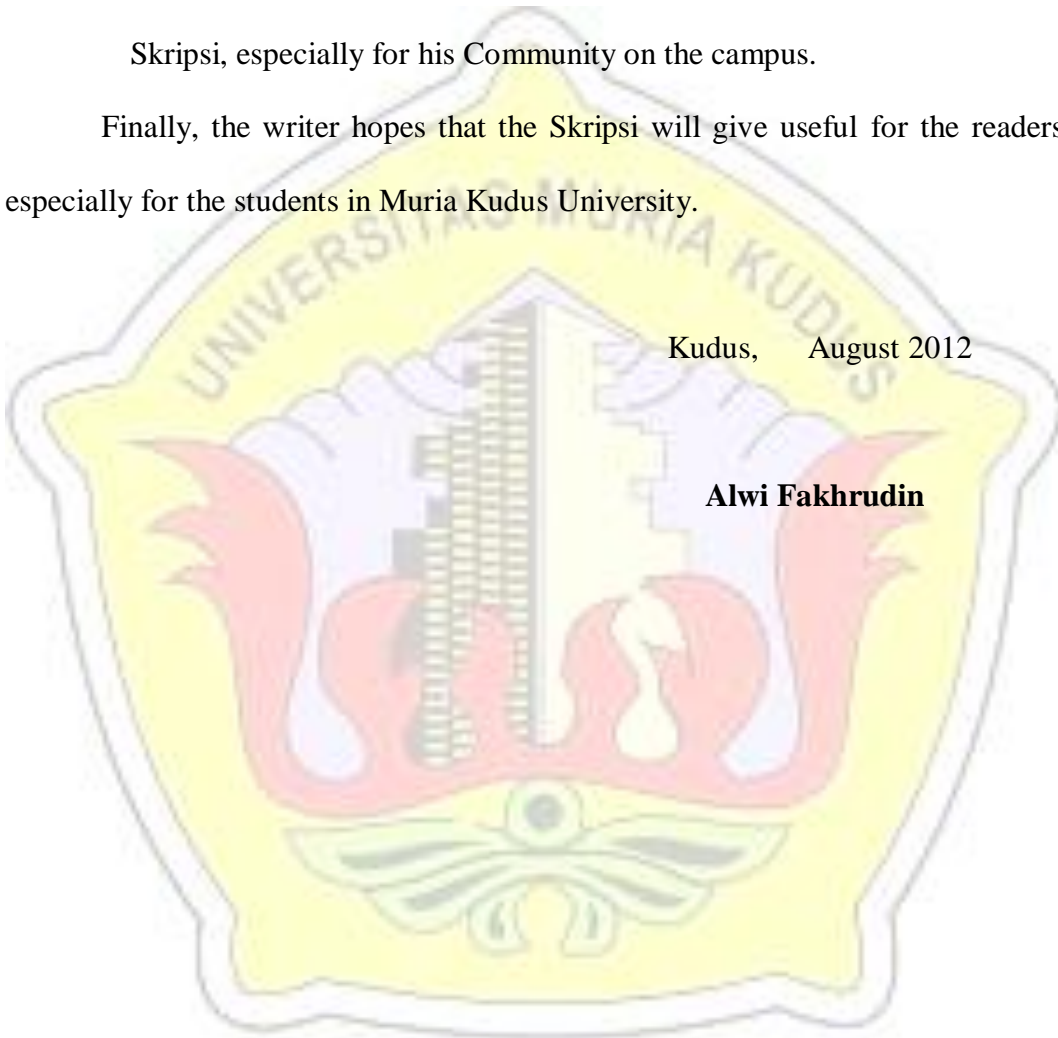 Skripsi, especially for his Community on the campus.
Finally, the writer hopes that the Skripsi will give useful for the readers
especially for the students in Muria Kudus University.
UNIVERSITAS MURIA KUDUS
Kudus, August 2012
Alwi Fakhrudin